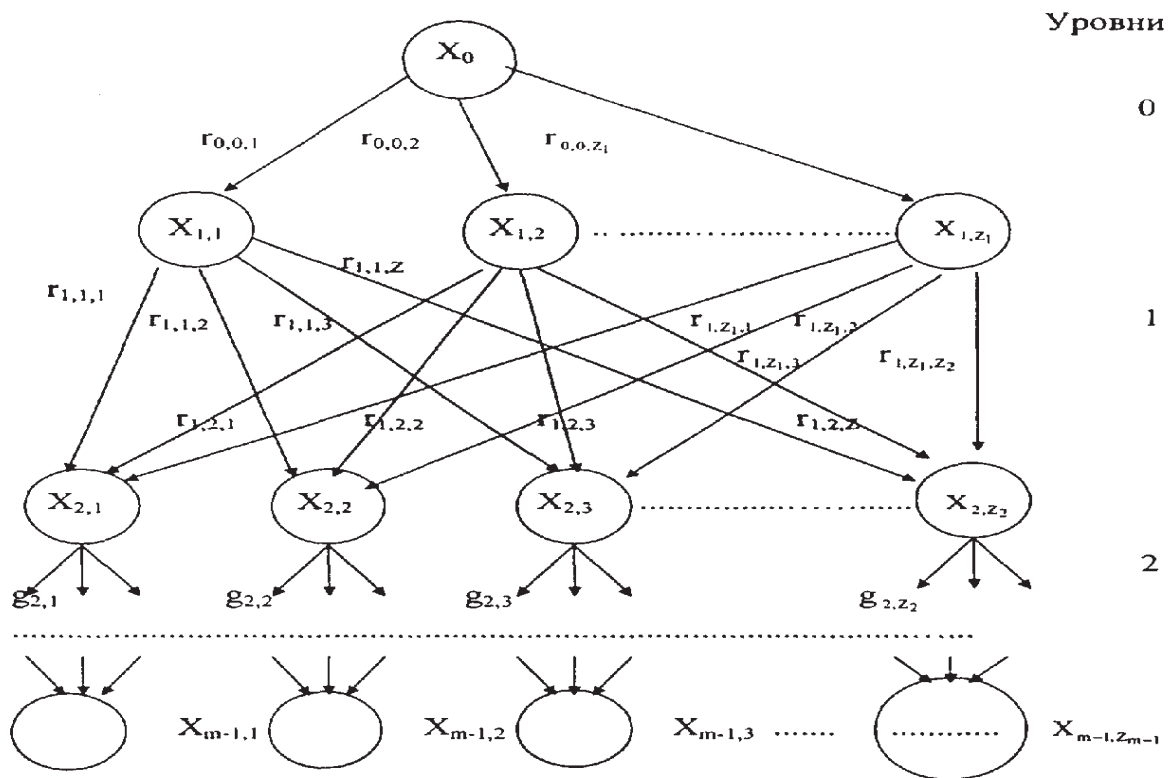 Уровни
X₀
0
r₀,₀,₁ r₀,₀,₂ r₀,₀,z₁
X₁,₁ X₁,₂ X₁,z₁
r₁,₁,z
r₁,₁,₁
r₁,₁,₂ r₁,₁,₃ r₁,z₁,₁ r₁,z₁,₂ 1
r₁,z₁,₃ r₁,z₁,z₂
r₁,₂,₁ r₁,₂,₂ r₁,₂,₃ r₁,₂,z
X₂,₁ X₂,₂ X₂,₃ X₂,z₂
2
g₂,₁ g₂,₂ g₂,₃ g₂,z₂
Xₘ₋₁,₁ Xₘ₋₁,₂ Xₘ₋₁,₃ ...... Xₘ₋₁,zₘ₋₁